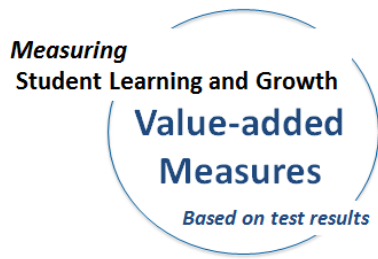 Measuring
Student Learning and Growth
Value-added
Measures
Based on test results